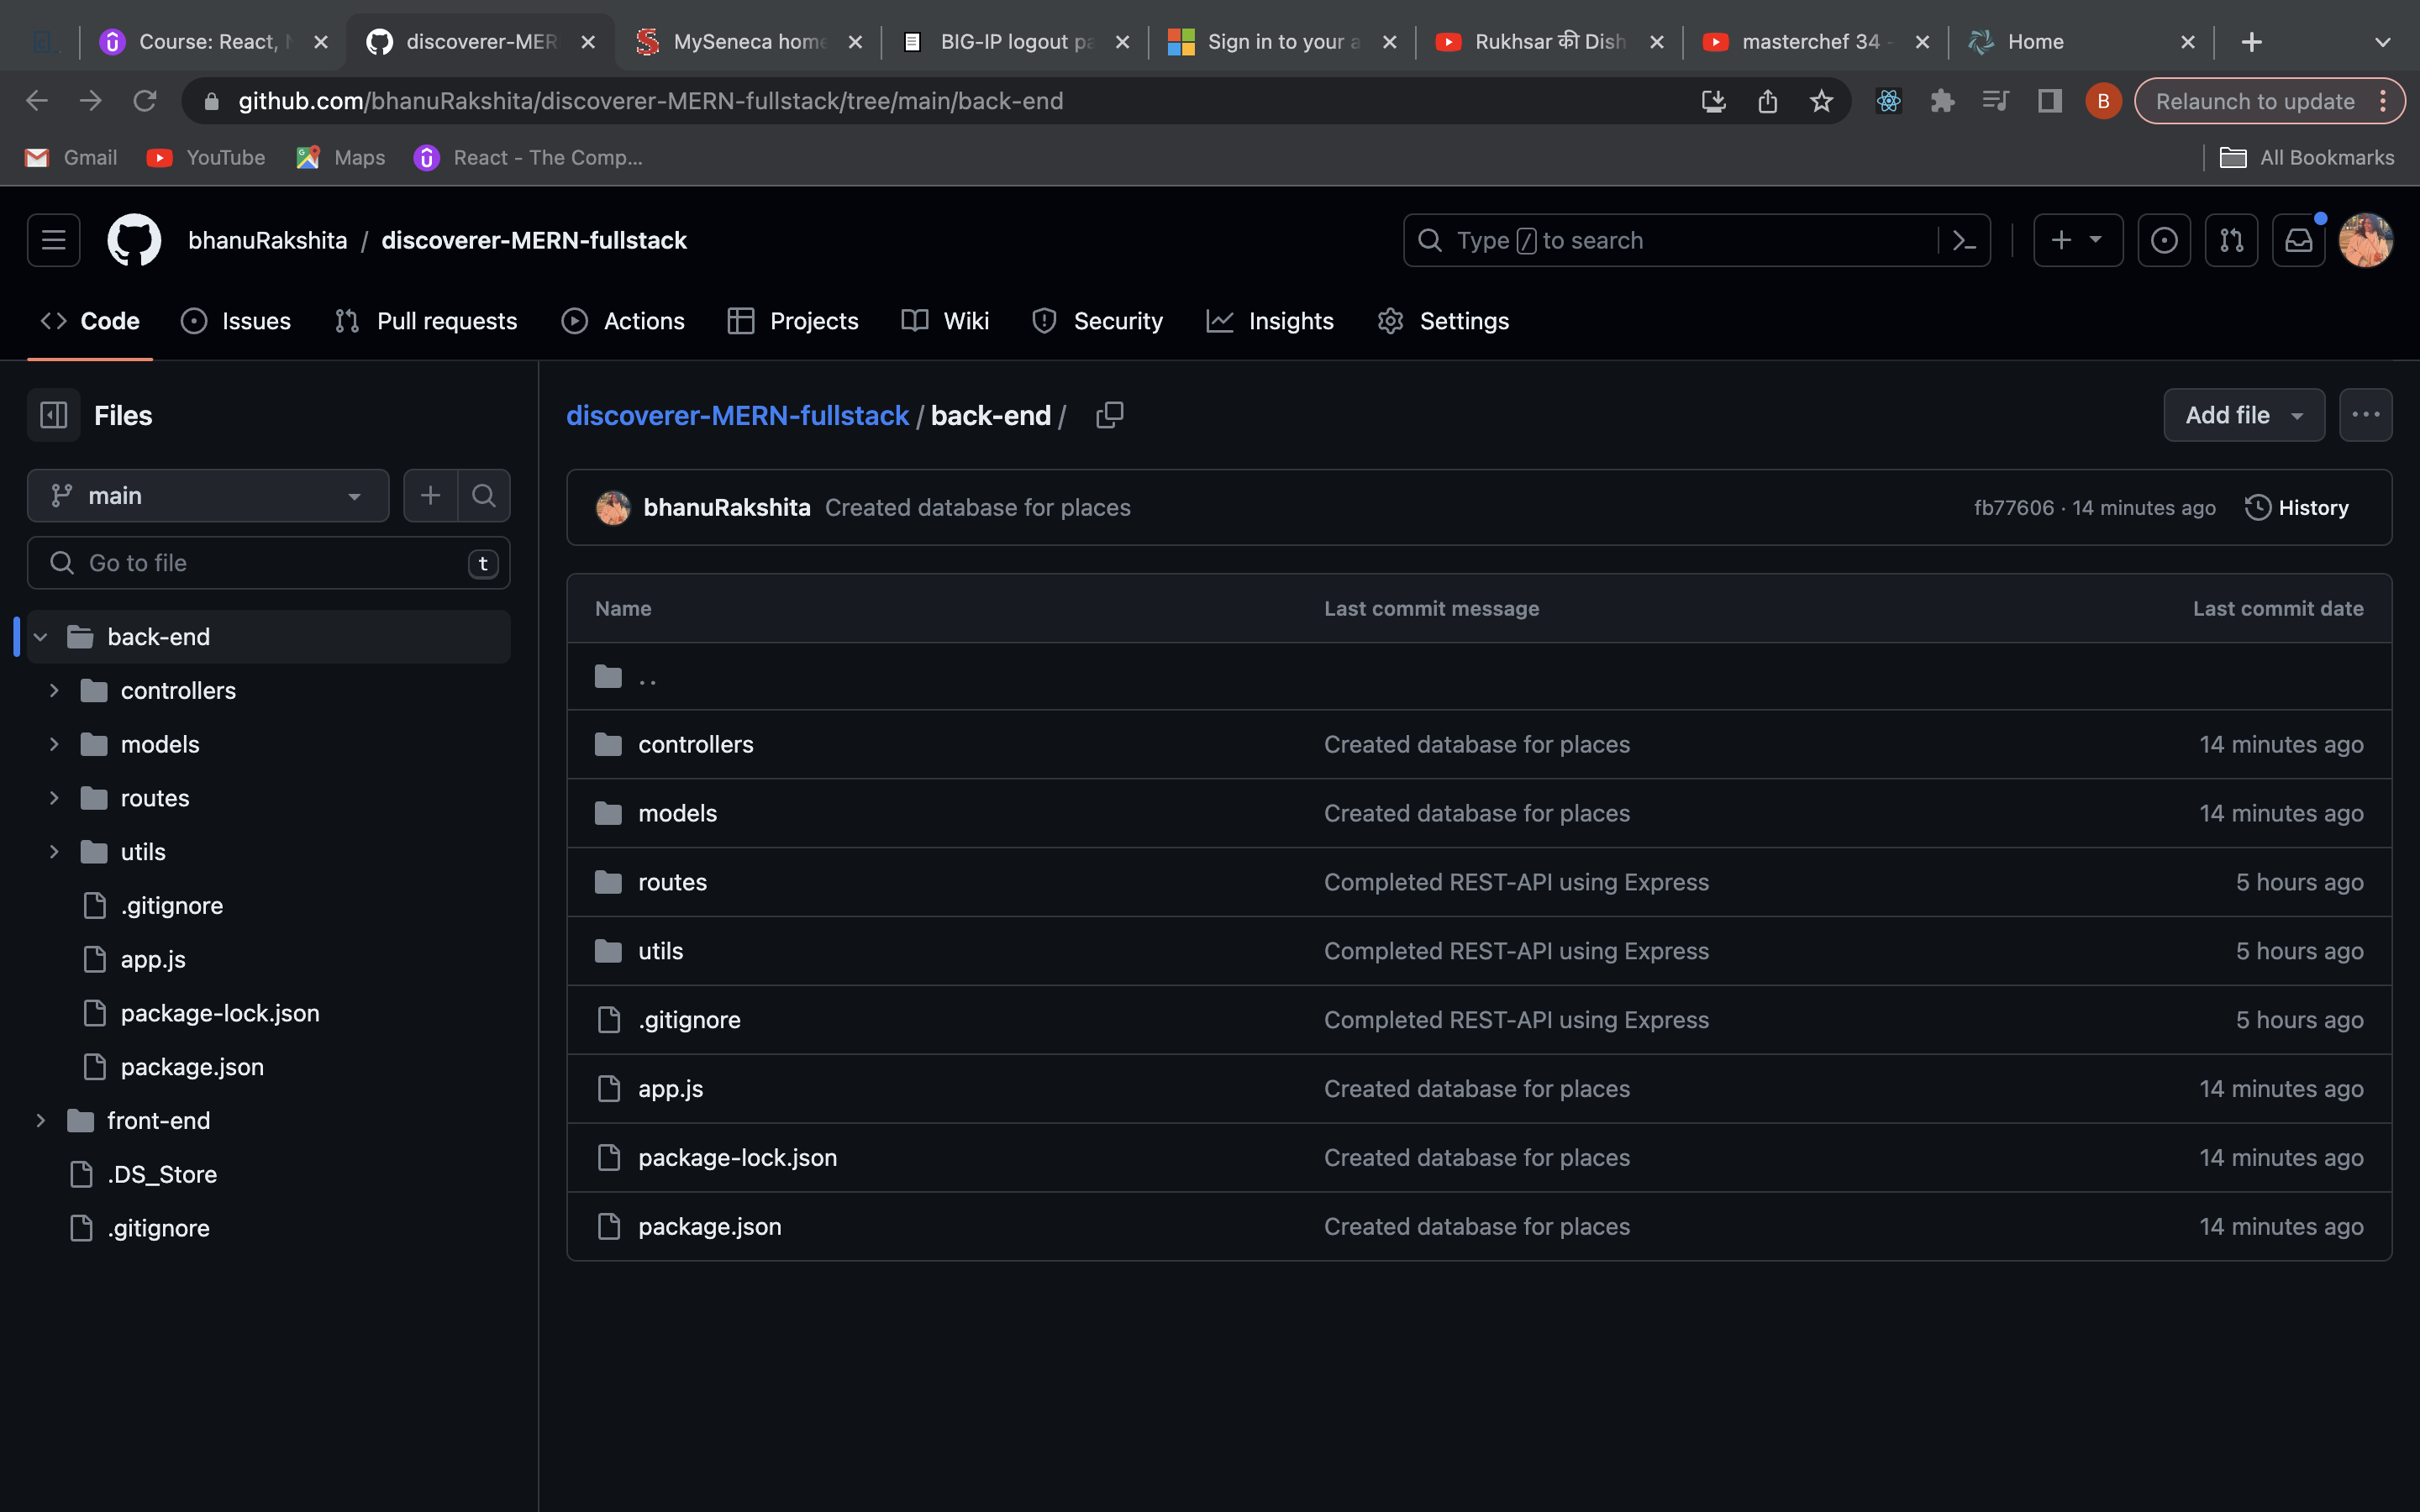 Course: React,
discoverer-MER
MySeneca home
BIG-IP logout pa
Sign in to your a
Rukhsar की Dish
masterchef 34 -
Home
github.com/bhanuRakshita/discoverer-MERN-fullstack/tree/main/back-end
B
Relaunch to update
Gmail
YouTube
Maps
React - The Comp...
All Bookmarks
bhanuRakshita / discoverer-MERN-fullstack
Type / to search
Code
Issues
Pull requests
Actions
Projects
Wiki
Security
Insights
Settings
Files
main
Go to file
t
back-end
controllers
models
routes
utils
.gitignore
app.js
package-lock.json
package.json
front-end
.DS_Store
.gitignore
discoverer-MERN-fullstack / back-end /
Add file
bhanuRakshita Created database for places
fb77606 · 14 minutes ago
History
Name Last commit message Last commit date
..
controllers Created database for places 14 minutes ago
models Created database for places 14 minutes ago
routes Completed REST-API using Express 5 hours ago
utils Completed REST-API using Express 5 hours ago
.gitignore Completed REST-API using Express 5 hours ago
app.js Created database for places 14 minutes ago
package-lock.json Created database for places 14 minutes ago
package.json Created database for places 14 minutes ago